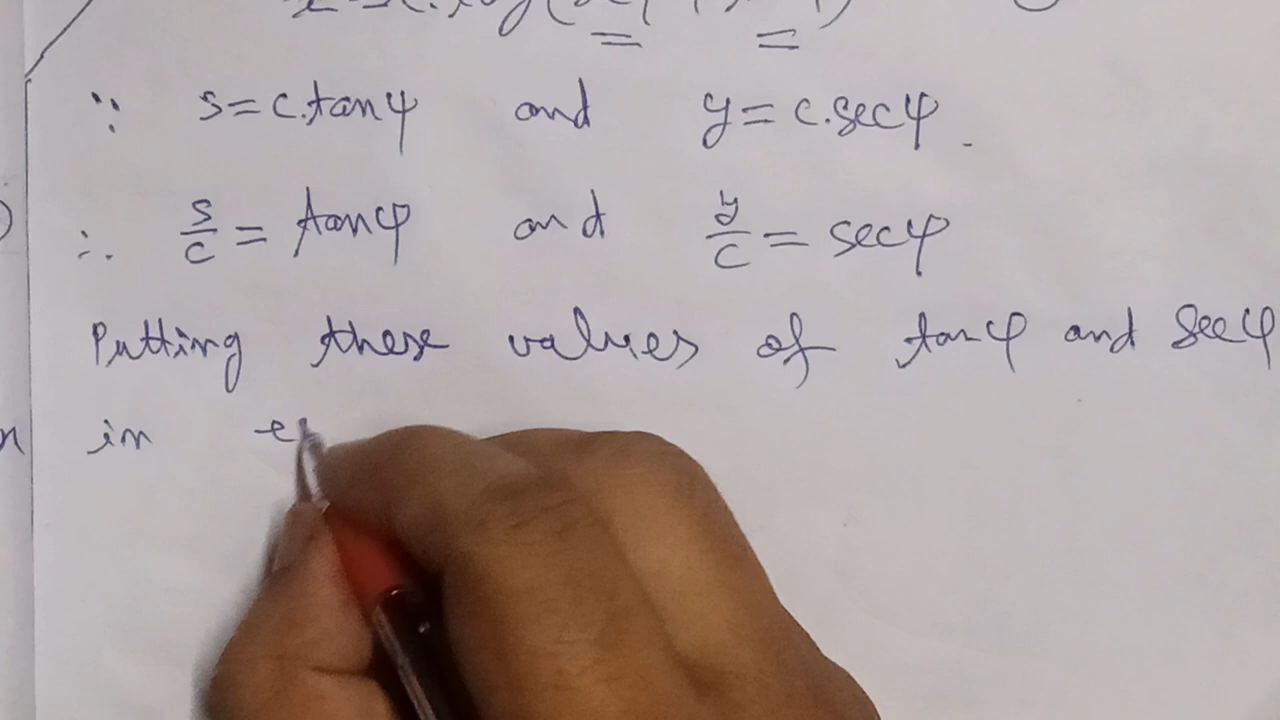 ∵ s = c.tanψ and y = c.secψ.
∴ s/c = tanψ and y/c = secψ
Putting these values of tanψ and secψ
in